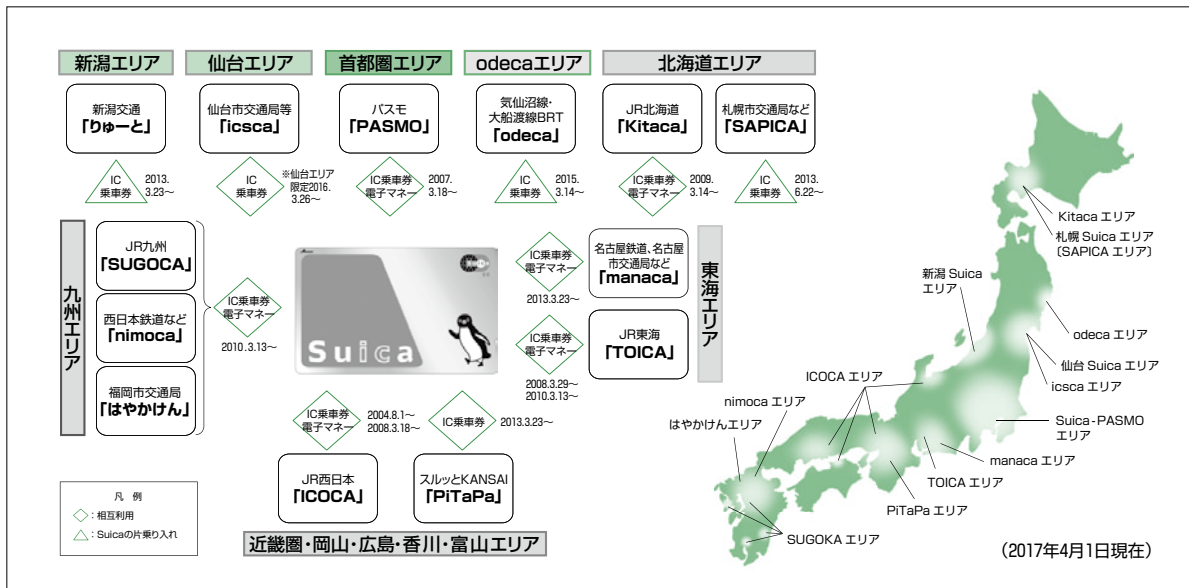 新潟エリア
仙台エリア
首都圏エリア
odecaエリア
北海道エリア
新潟交通
「りゅーと」
仙台市交通局等
「icsca」
パスモ
「PASMO」
気仙沼線・
大船渡線BRT
「odeca」
JR北海道
「Kitaca」
札幌市交通局など
「SAPICA」
IC
乗車券
2013.
3.23〜
IC
乗車券
※仙台エリア
限定2016.
3.26〜
IC乗車券
電子マネー
2007.
3.18〜
IC
乗車券
2015.
3.14〜
IC乗車券
電子マネー
2009.
3.14〜
IC
乗車券
2013.
6.22〜
九州エリア
JR九州
「SUGOCA」
西日本鉄道など
「nimoca」
福岡市交通局
「はやかけん」
IC乗車券
電子マネー
2010.3.13〜
Suica
IC乗車券
電子マネー
2013.3.23〜
名古屋鉄道、名古屋
市交通局など
「manaca」
IC乗車券
電子マネー
2008.3.29〜
2010.3.13〜
JR東海
「TOICA」
東海エリア
IC乗車券
電子マネー
2004.8.1〜
2008.3.18〜
IC乗車券
2013.3.23〜
JR西日本
「ICOCA」
スルッとKANSAI
「PiTaPa」
近畿圏・岡山・広島・香川・富山エリア
凡 例
◇:相互利用
△:Suicaの片乗り入れ
Kitaca エリア
札幌 Suica エリア
〔SAPICAエリア〕
新潟 Suica
エリア
odeca エリア
仙台 Suica エリア
icsca エリア
ICOCA エリア
nimoca エリア
はやかけんエリア
Suica-PASMO
エリア
manaca エリア
TOICA エリア
PiTaPa エリア
SUGOKA エリア
(2017年4月1日現在)